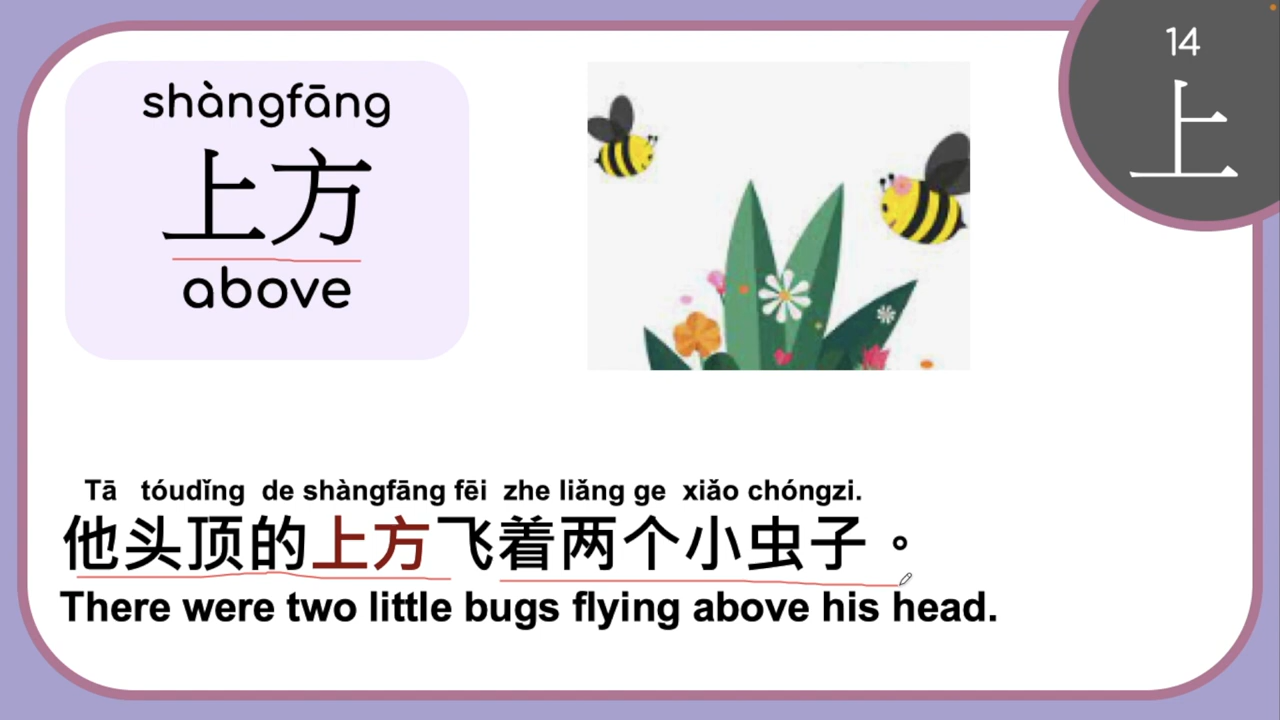 shàngfāng
上方
above
14
上
Tā tóudǐng de shàngfāng fēi zhe liǎng ge xiǎo chóngzi.
他头顶的上方飞着两个小虫子。
There were two little bugs flying above his head.